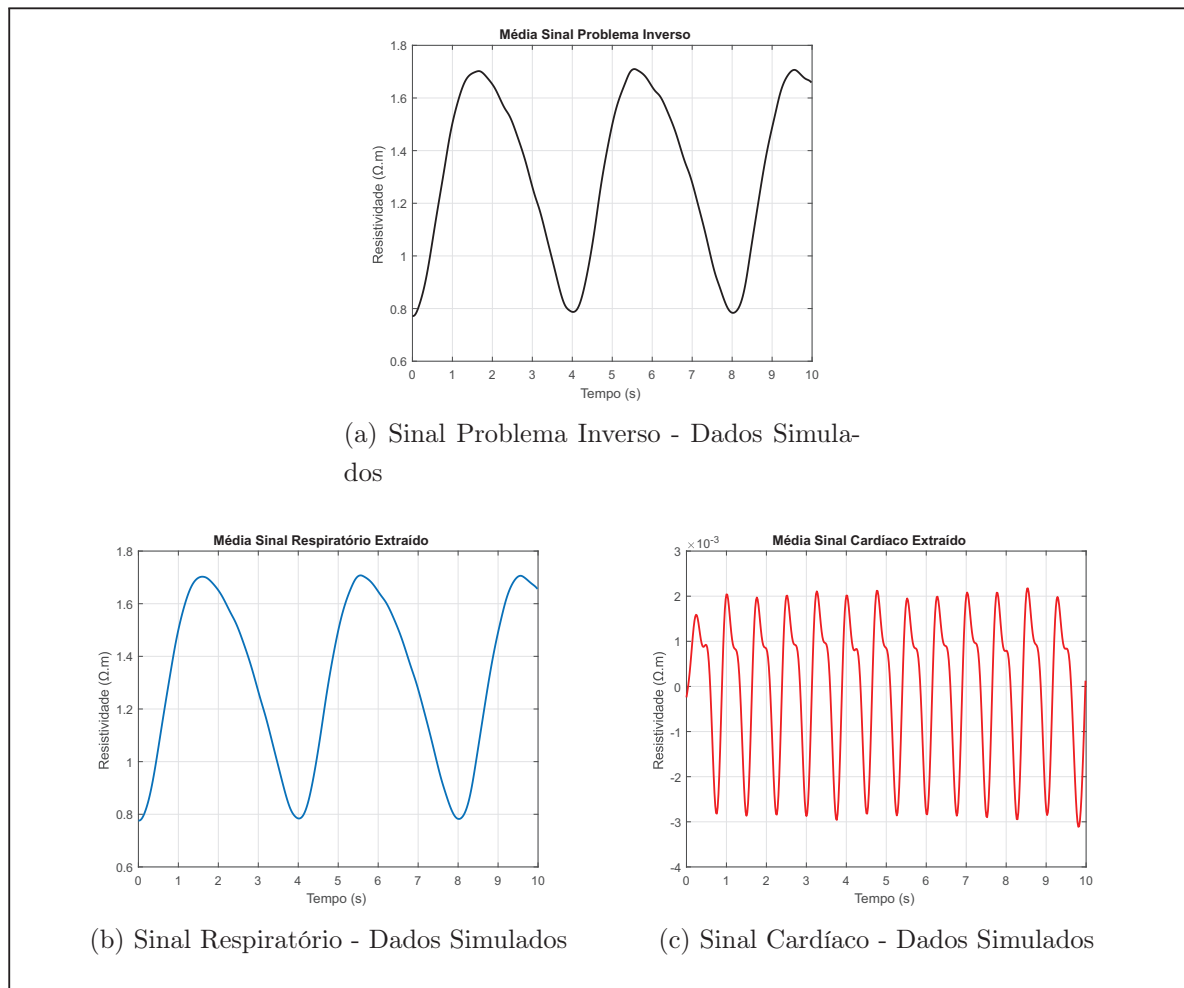 Média Sinal Problema Inverso
1.8
1.6
1.4
1.2
1
0.8
0.6
Resistividade (Ω.m)
0 1 2 3 4 5 6 7 8 9 10
Tempo (s)
(a) Sinal Problema Inverso - Dados Simula-
dos
Média Sinal Respiratório Extraído
1.8
1.6
1.4
1.2
1
0.8
0.6
Resistividade (Ω.m)
0 1 2 3 4 5 6 7 8 9 10
Tempo (s)
(b) Sinal Respiratório - Dados Simulados
Média Sinal Cardíaco Extraído
×10⁻³
3
2
1
0
-1
-2
-3
-4
Resistividade (Ω.m)
0 1 2 3 4 5 6 7 8 9 10
Tempo (s)
(c) Sinal Cardíaco - Dados Simulados